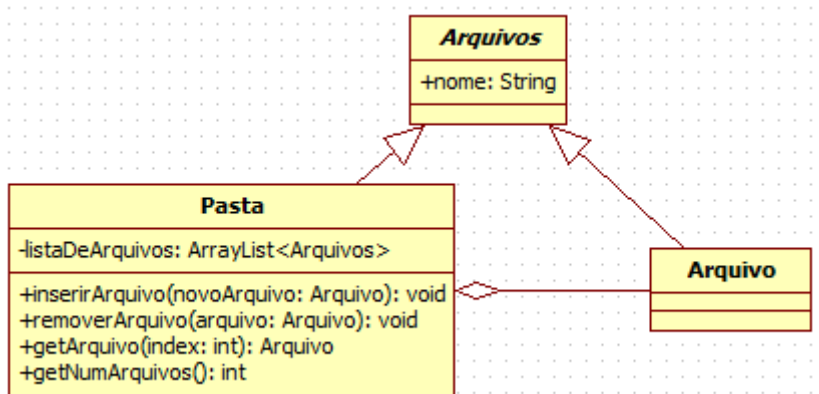 Arquivos
+nome: String
Pasta
-listaDeArquivos: ArrayList<Arquivos>
+inserirArquivo(novoArquivo: Arquivo): void
+removerArquivo(arquivo: Arquivo): void
+getArquivo(index: int): Arquivo
+getNumArquivos(): int
Arquivo